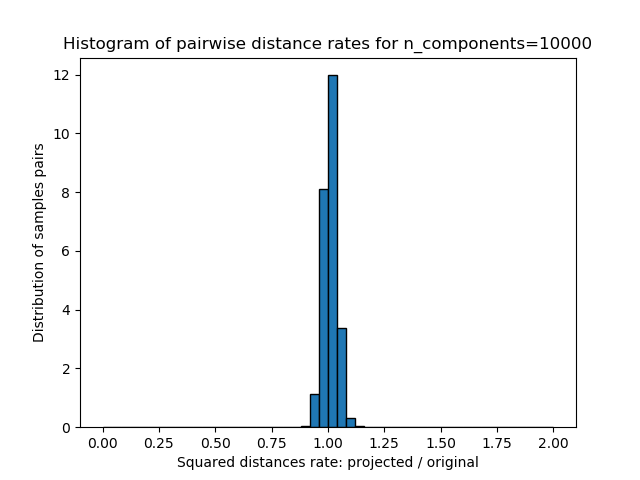 Histogram of pairwise distance rates for n_components=10000
Distribution of samples pairs
12
10
8
6
4
2
0
0.00 0.25 0.50 0.75 1.00 1.25 1.50 1.75 2.00
Squared distances rate: projected / original